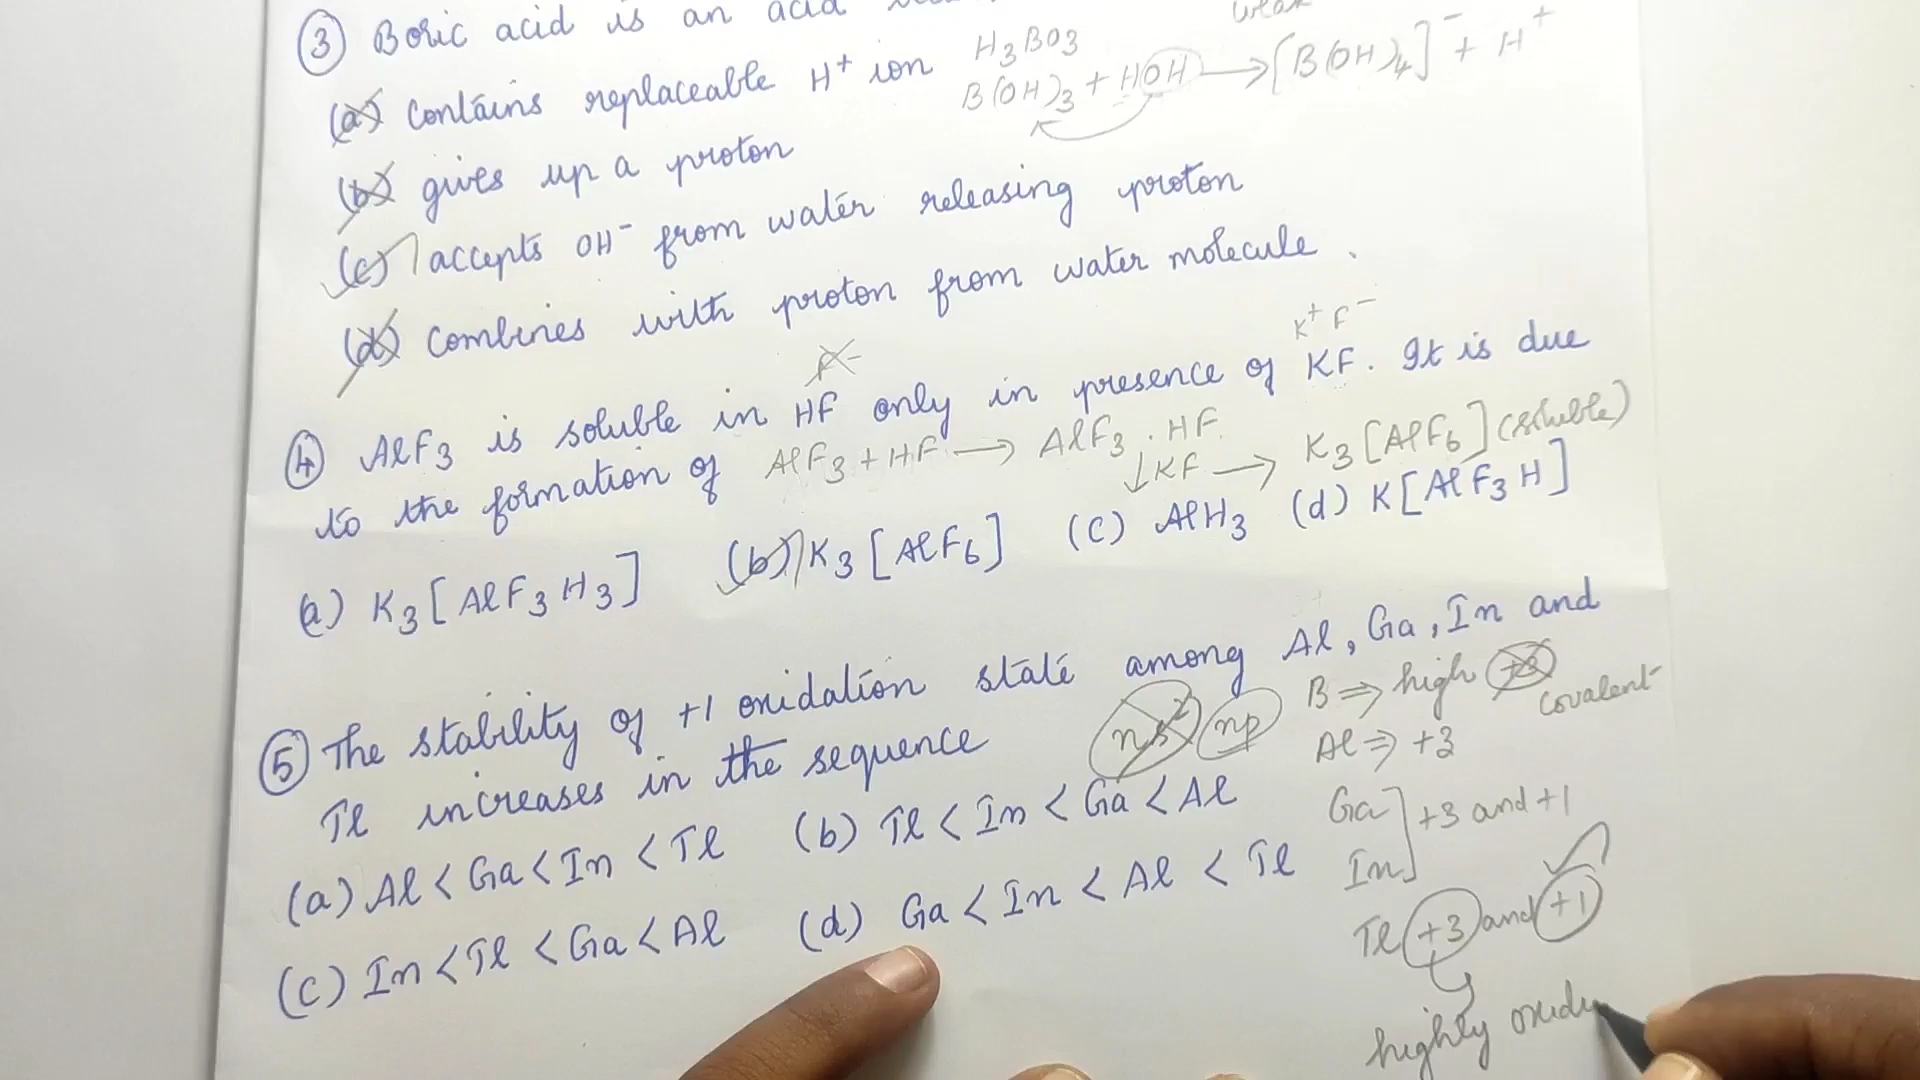 ③ Boric acid is an acid
weak
(a) Contains replaceable H⁺ ion H₃BO₃
B(OH)₃ + HOH → [B(OH)₄]⁻ + H⁺
(b) gives up a proton
(c) accepts OH⁻ from water releasing proton
(d) Combines with proton from water molecule.
K⁺ F⁻
④ AlF₃ is soluble in HF only in presence of KF. It is due
to the formation of AlF₃ + HF → AlF₃ . HF
↓KF → K₃[AlF₆] (soluble)
(a) K₃[AlF₃H₃] (b) K₃[AlF₆] (c) AlH₃ (d) K[AlF₃H]
⑤ The stability of +1 oxidation state among Al, Ga, In and
Tl increases in the sequence
ns² np
B ⇒ high +3
covalent
Al ⇒ +3
(a) Al < Ga < In < Tl (b) Tl < In < Ga < Al
Ga
In] +3 and +1
(c) In < Tl < Ga < Al (d) Ga < In < Al < Tl
Tl +3 and +1
highly